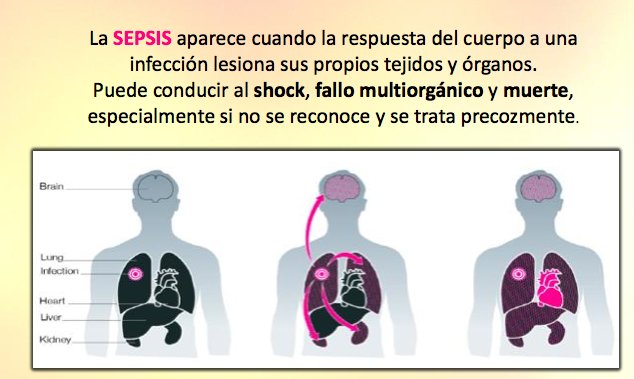 La SEPSIS aparece cuando la respuesta del cuerpo a una
infección lesiona sus propios tejidos y órganos.
Puede conducir al shock, fallo multiorgánico y muerte,
especialmente si no se reconoce y se trata precozmente.
Brain
Lung
Infection
Heart
Liver
Kidney